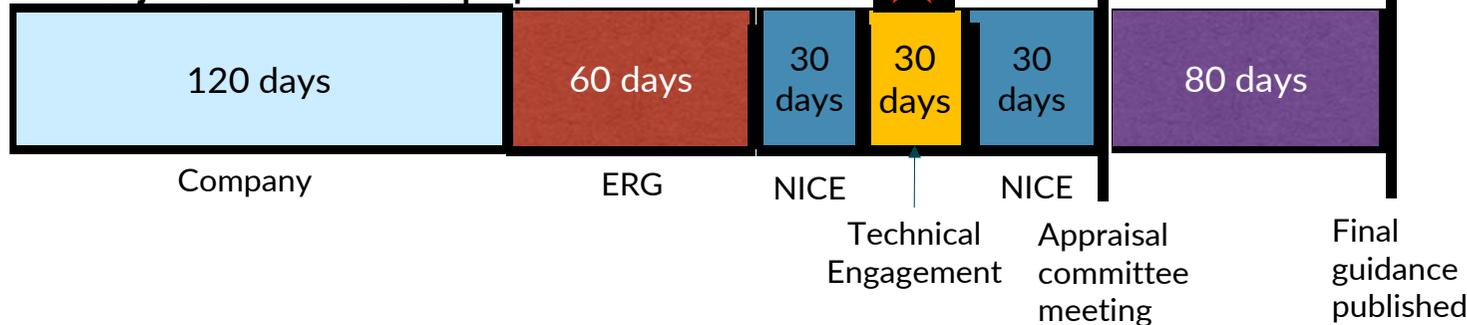 120 days
60 days
30
days
30
days
30
days
80 days
Company
ERG
NICE
NICE
Technical
Engagement
Appraisal
committee
meeting
Final
guidance
published